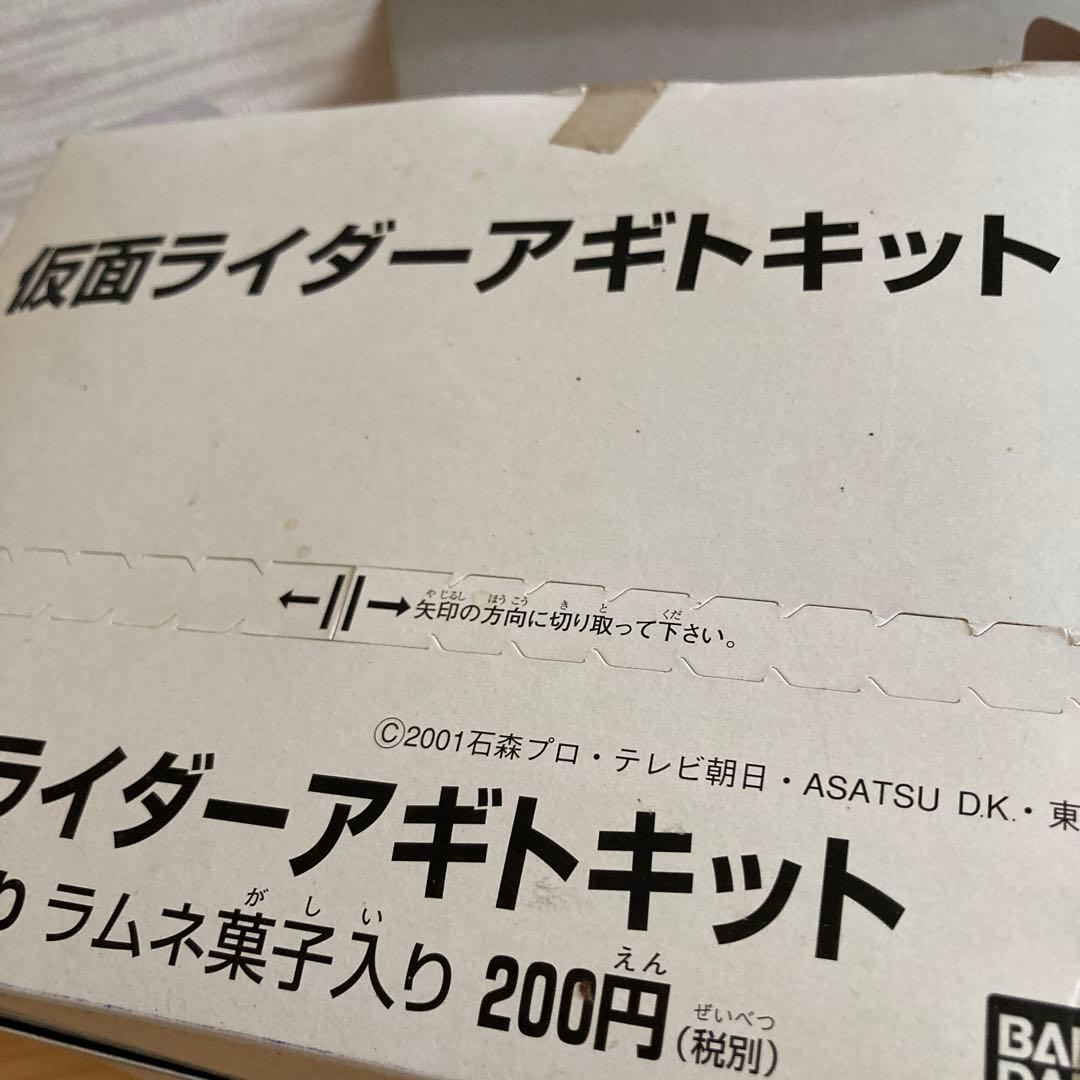 仮面ライダーアギトキット
←||→矢印の方向に切り取って下さい。
©2001石森プロ・テレビ朝日・ASATSU D.K.・東
ライダーアギトキット
り ラムネ菓子入り 200円(税別)
BAN